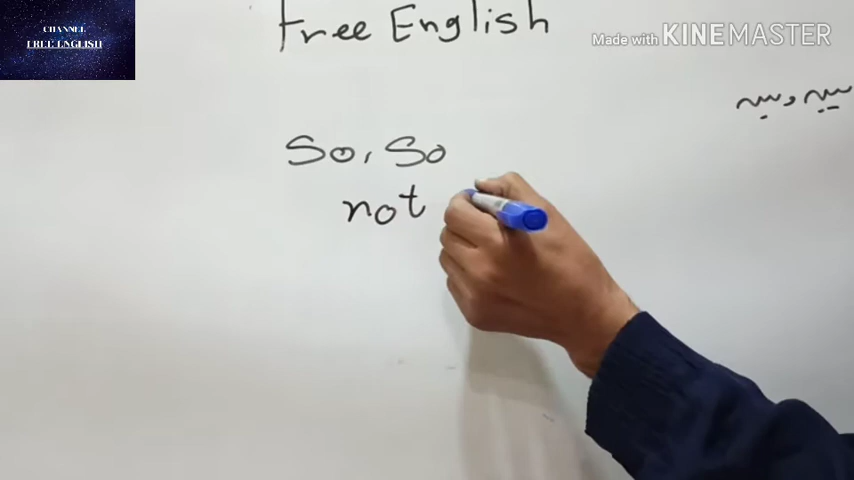 CHANNEL
FREE ENGLISH
Free English
Made with KINEMASTER
So, So
not